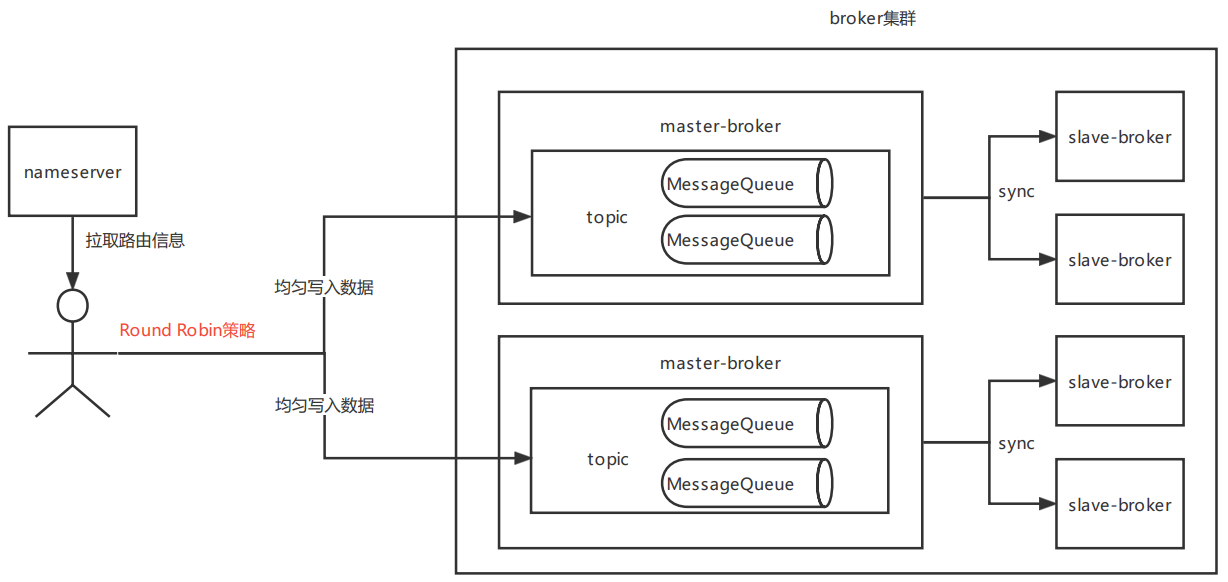 broker集群
nameserver
拉取路由信息
Round Robin策略
均匀写入数据
均匀写入数据
master-broker
topic
MessageQueue
MessageQueue
sync
slave-broker
slave-broker
master-broker
topic
MessageQueue
MessageQueue
sync
slave-broker
slave-broker